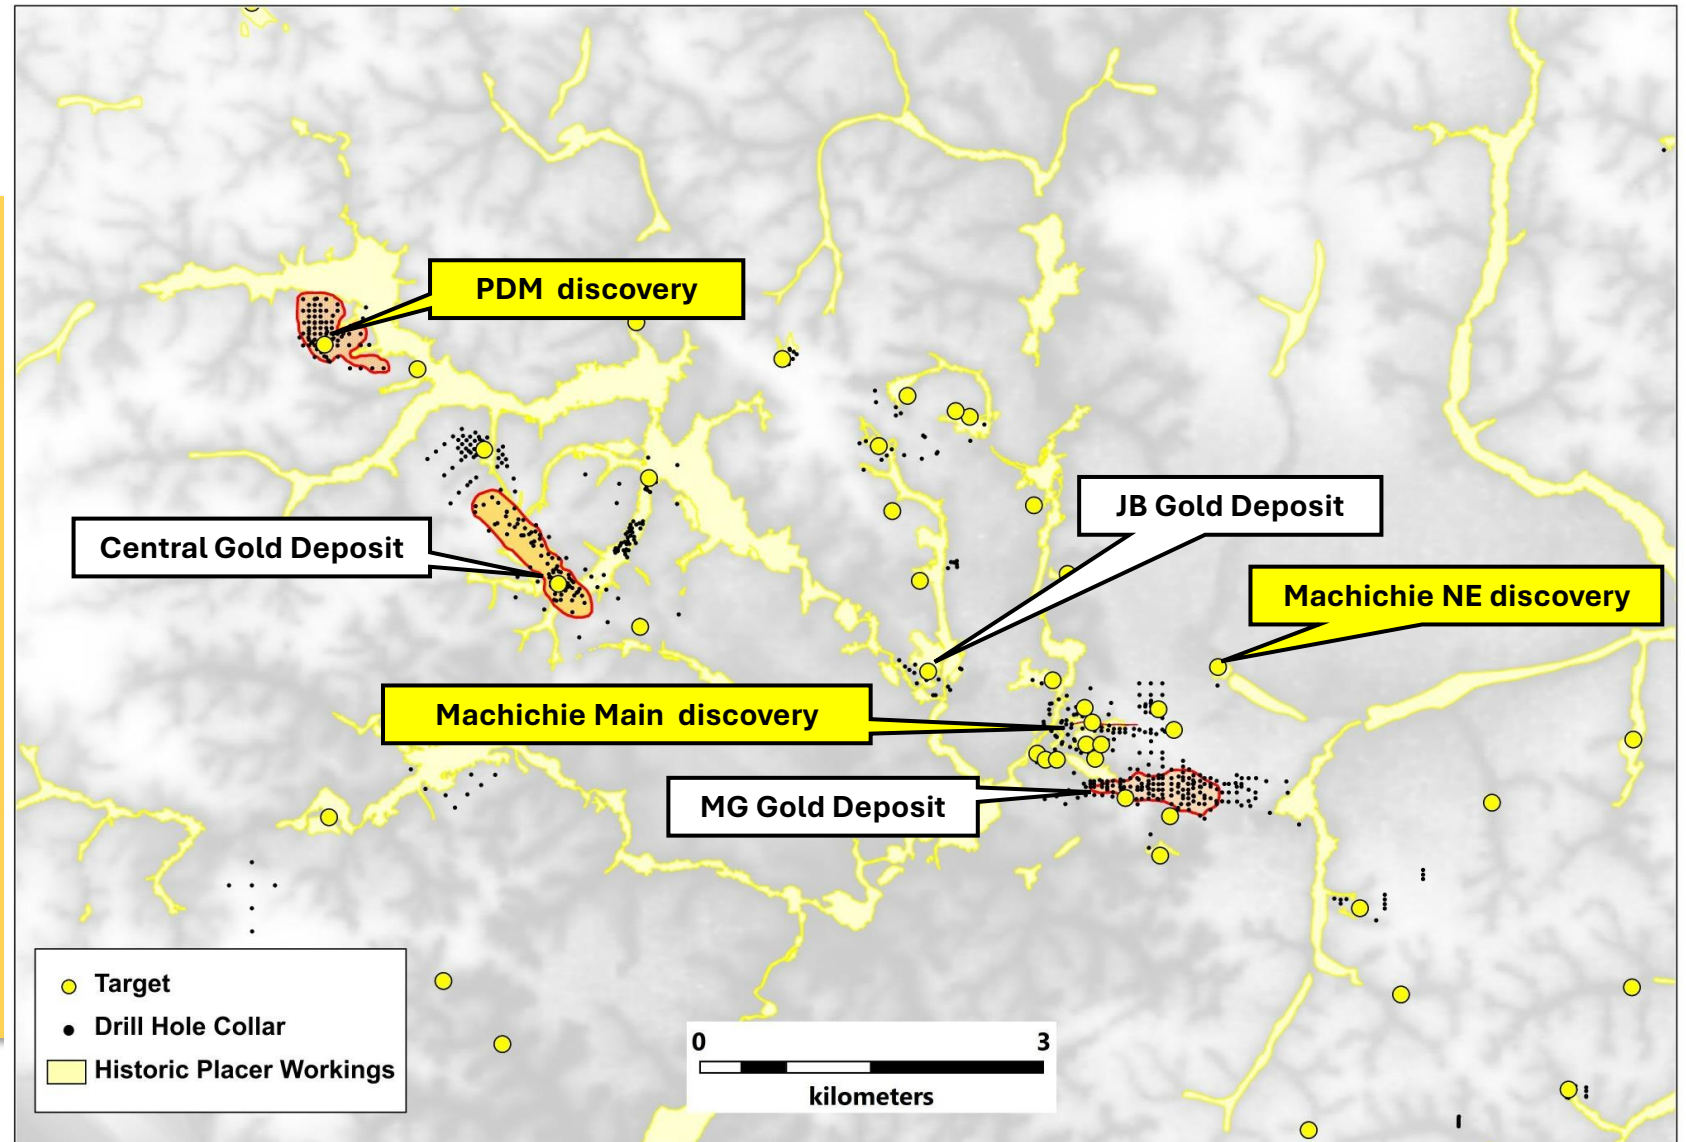 PDM discovery
JB Gold Deposit
Central Gold Deposit
Machichie NE discovery
Machichie Main discovery
MG Gold Deposit
Target
Drill Hole Collar
Historic Placer Workings
0 3
kilometers